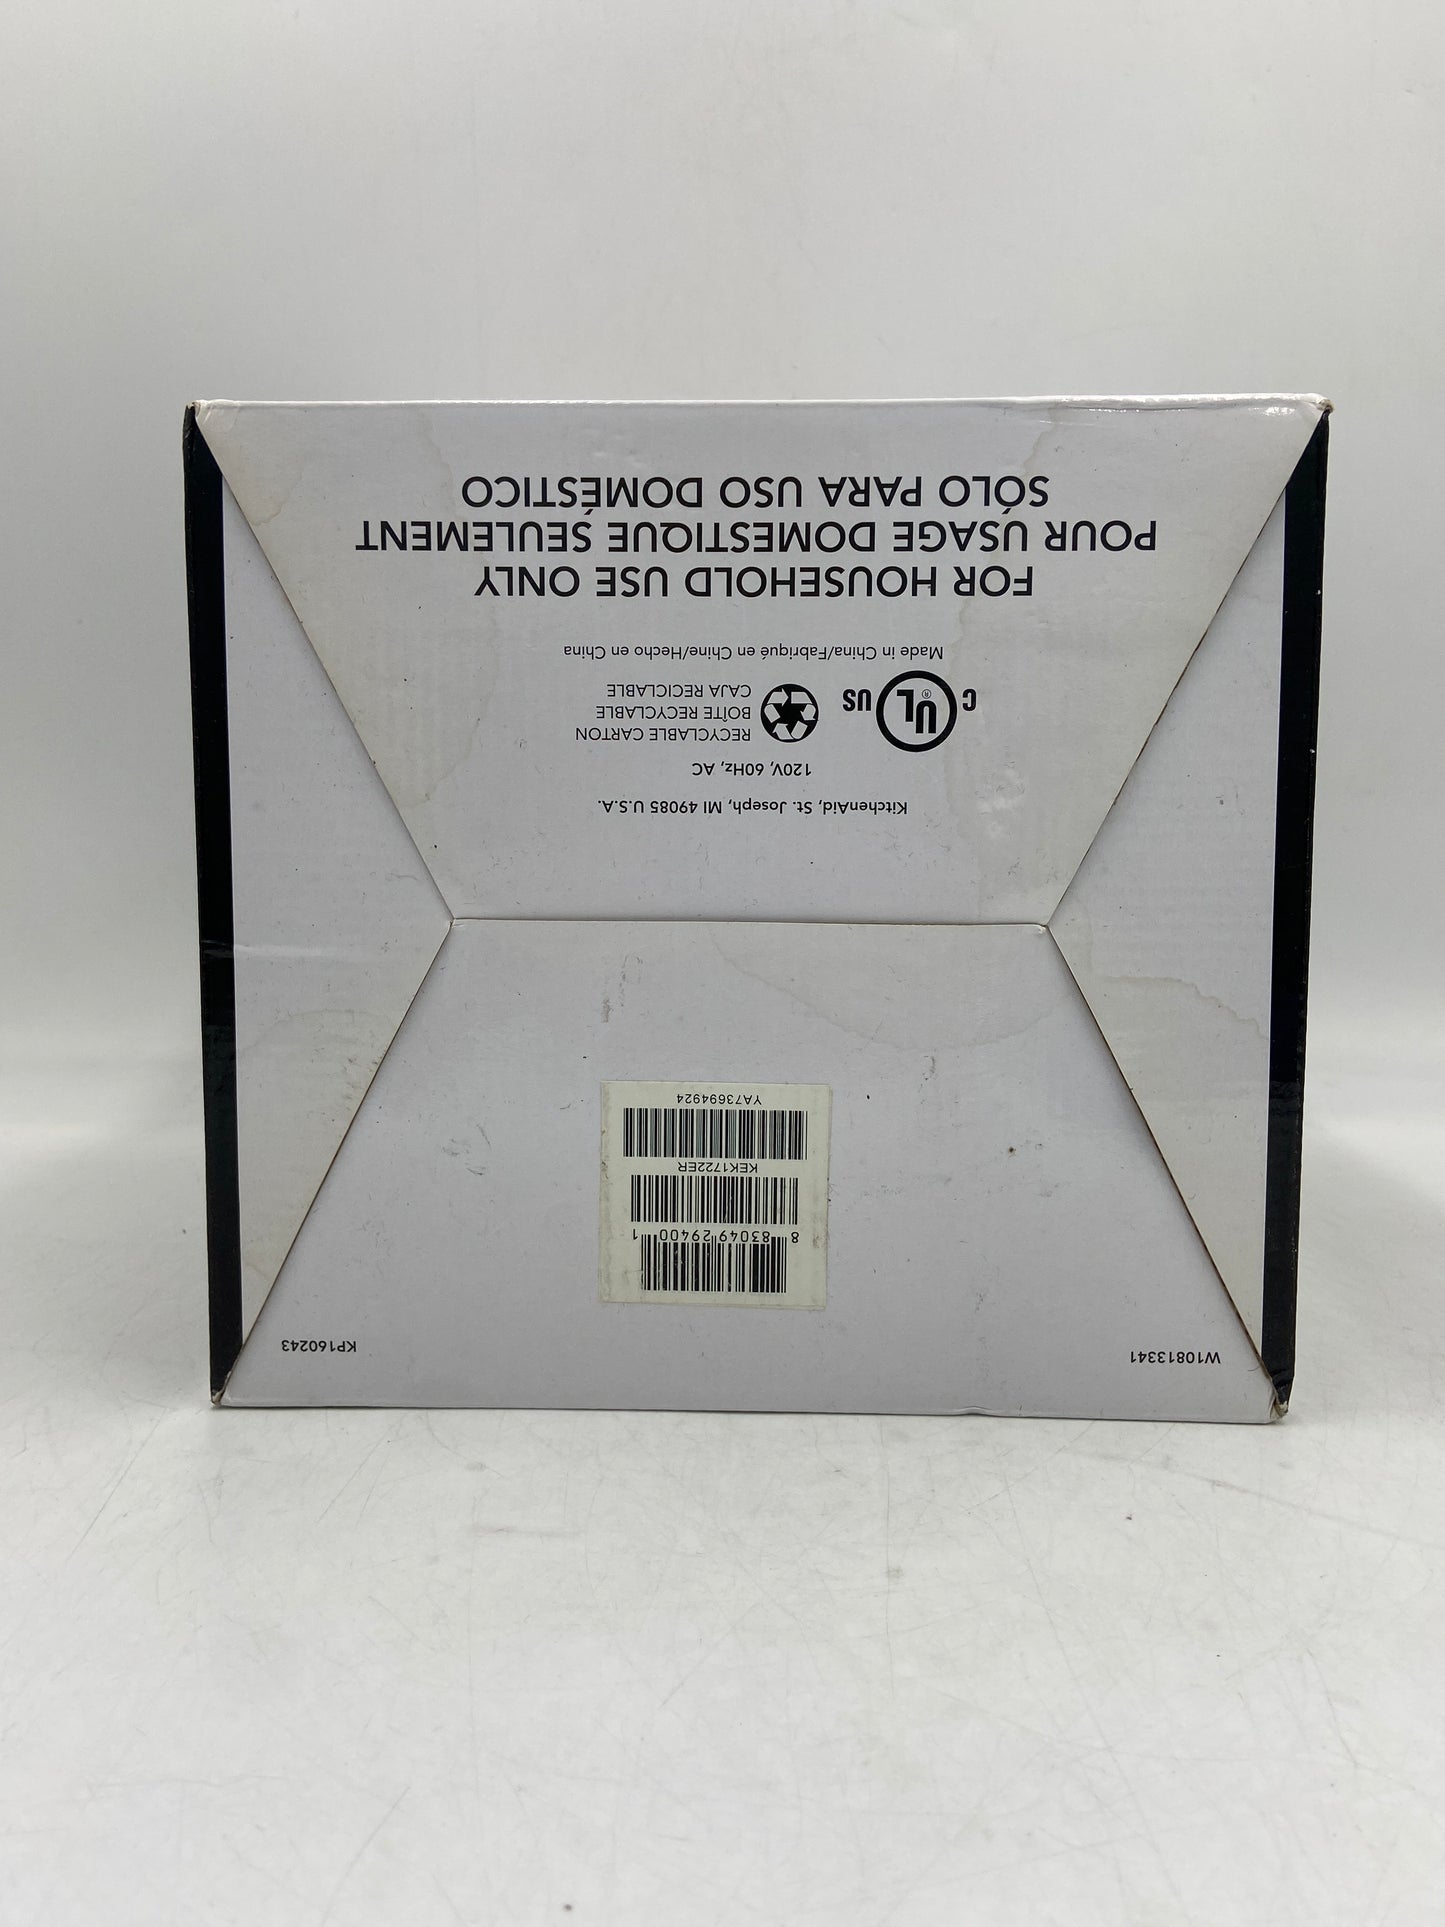 W10813341
KP160243
8 83049 29400 1
KEK1722ER
YA73694924
KitchenAid, St. Joseph, MI 49085 U.S.A.
120V, 60Hz, AC
C UL® US
RECYCLABLE CARTON
BOÎTE RECYCLABLE
CAJA RECICLABLE
Made in China/Fabriqué en Chine/Hecho en China
FOR HOUSEHOLD USE ONLY
POUR USAGE DOMESTIQUE SEULEMENT
SÓLO PARA USO DOMÉSTICO